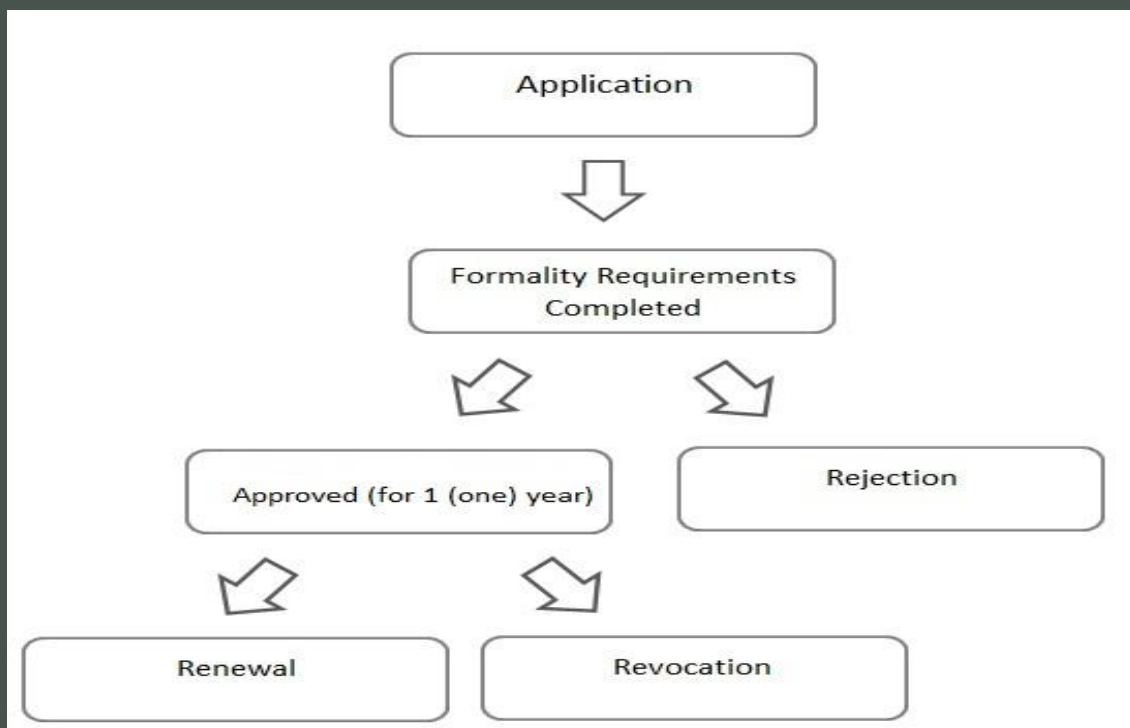 Application
Formality Requirements
Completed
Approved (for 1 (one) year)
Rejection
Renewal
Revocation